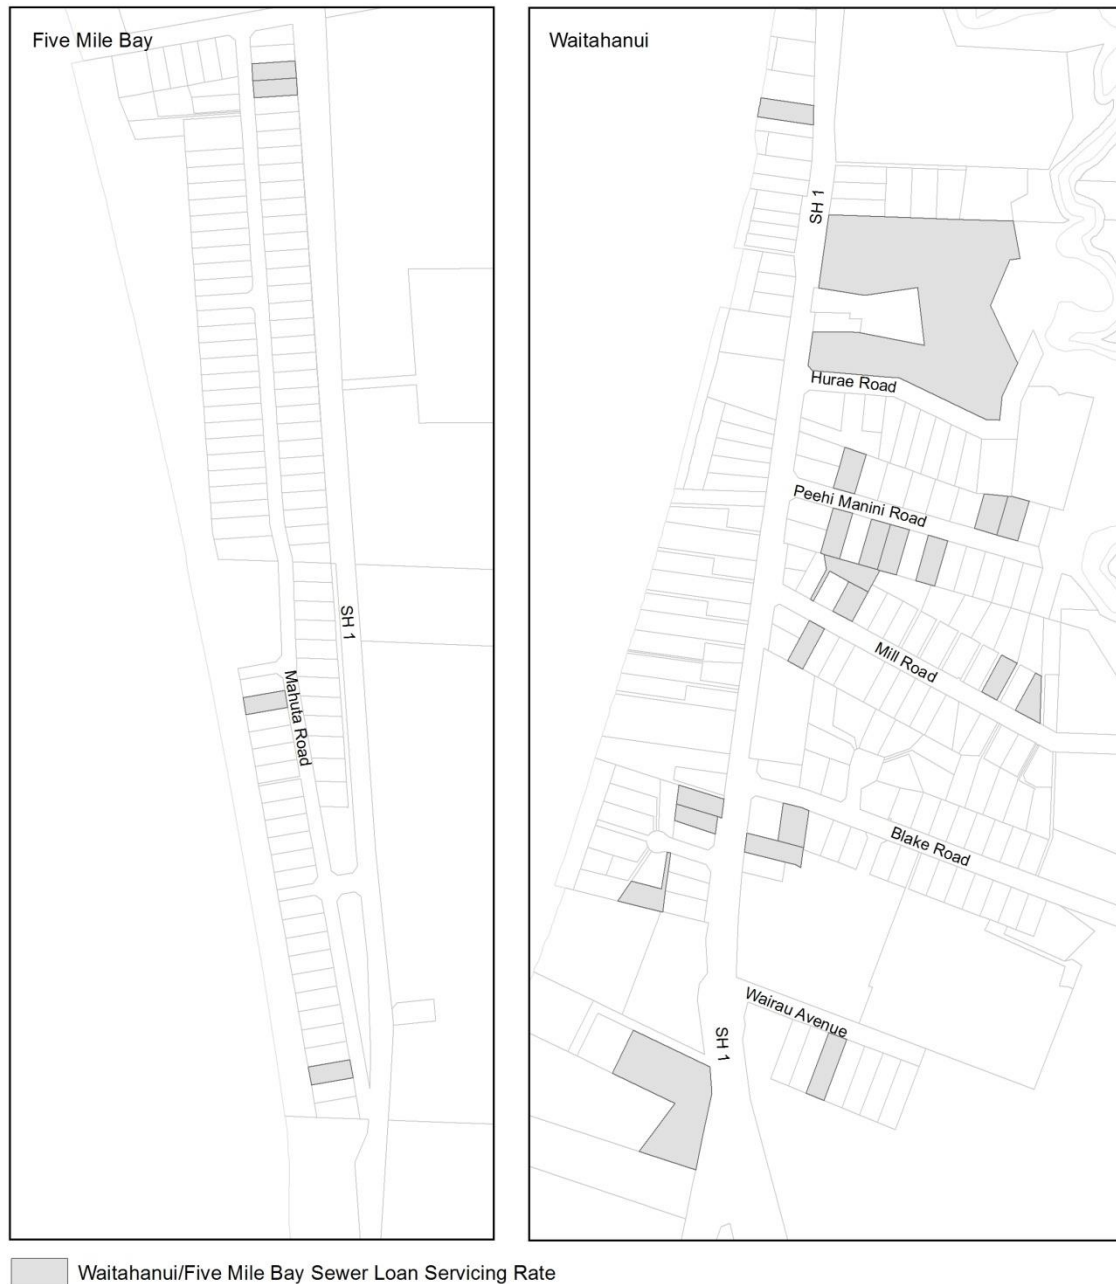 Five Mile Bay
SH 1
Mahuta Road
Waitahanui
SH 1
Hurae Road
Peehi Manini Road
Mill Road
Blake Road
Wairau Avenue
SH 1
Waitahanui/Five Mile Bay Sewer Loan Servicing Rate